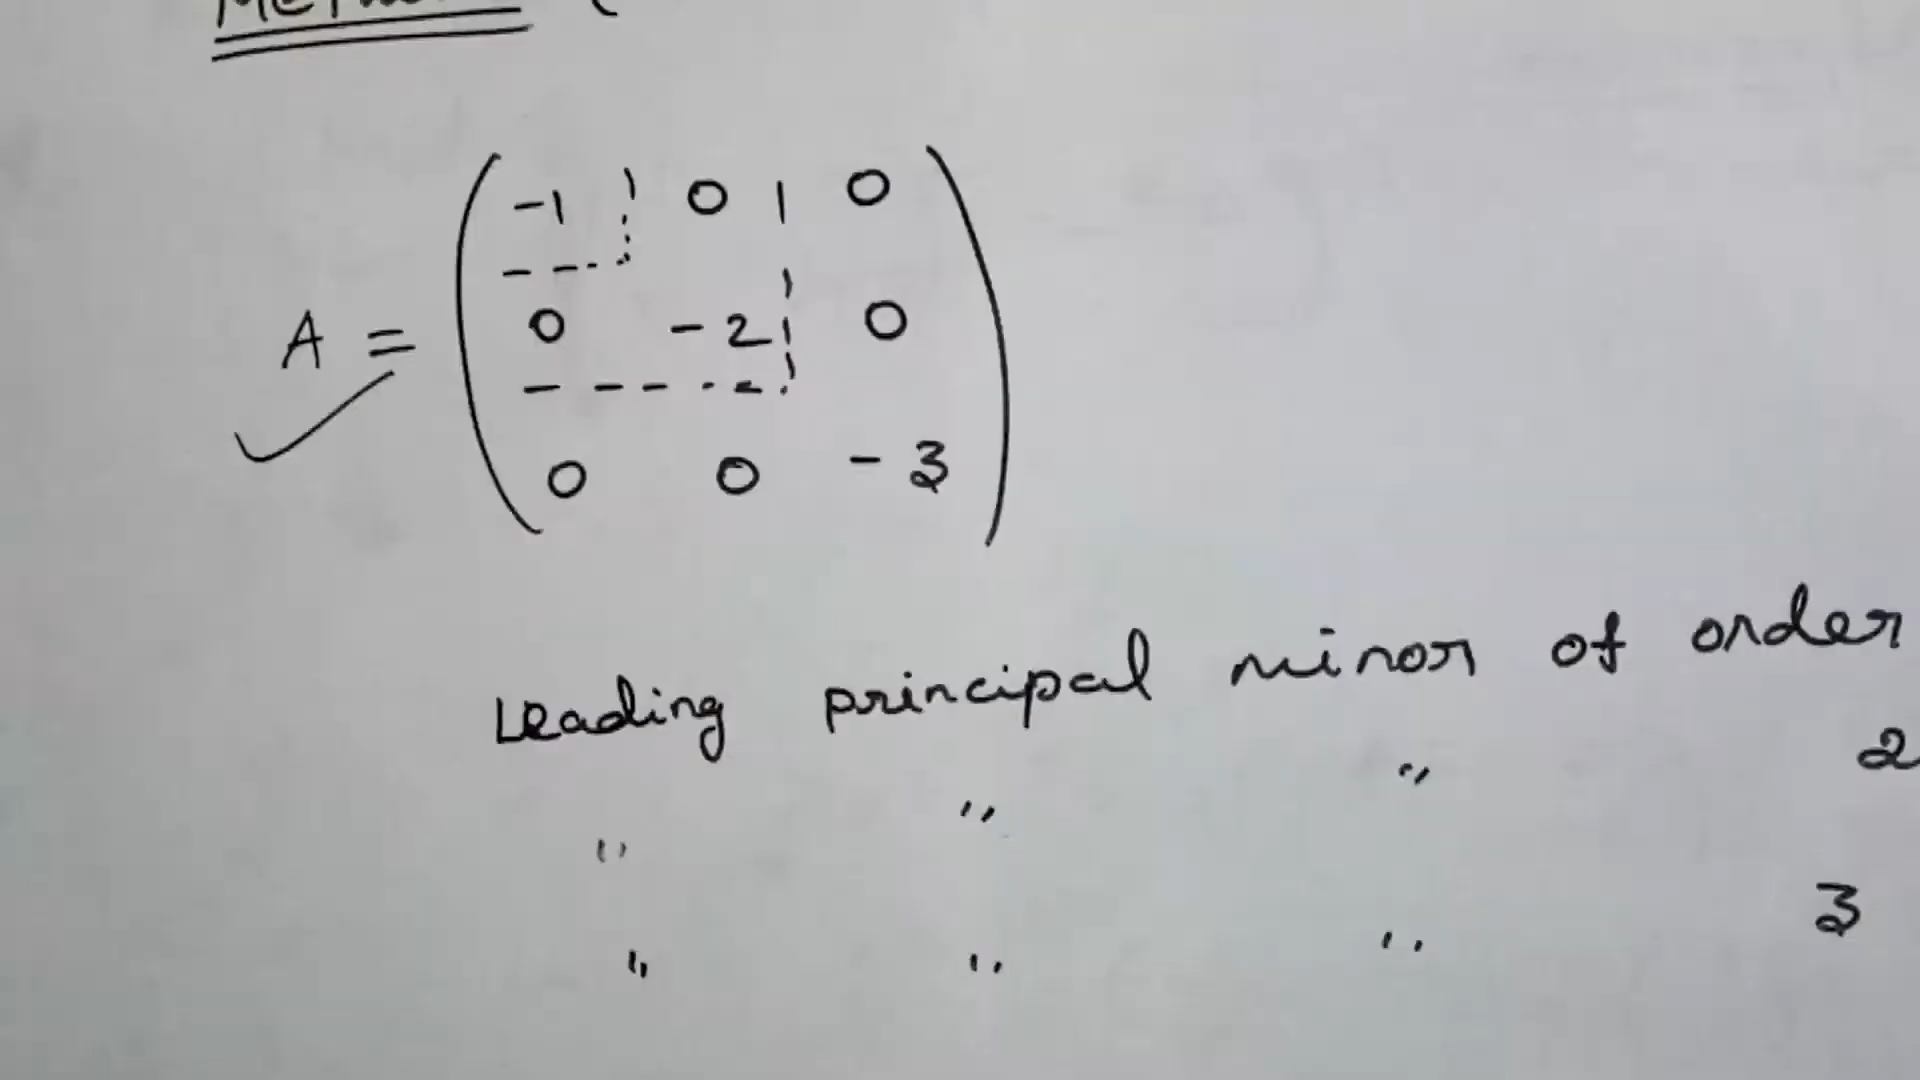 -1 0 0
A = 0 -2 0
0 0 -3
Leading principal minor of order
" " " 2
" " " 3